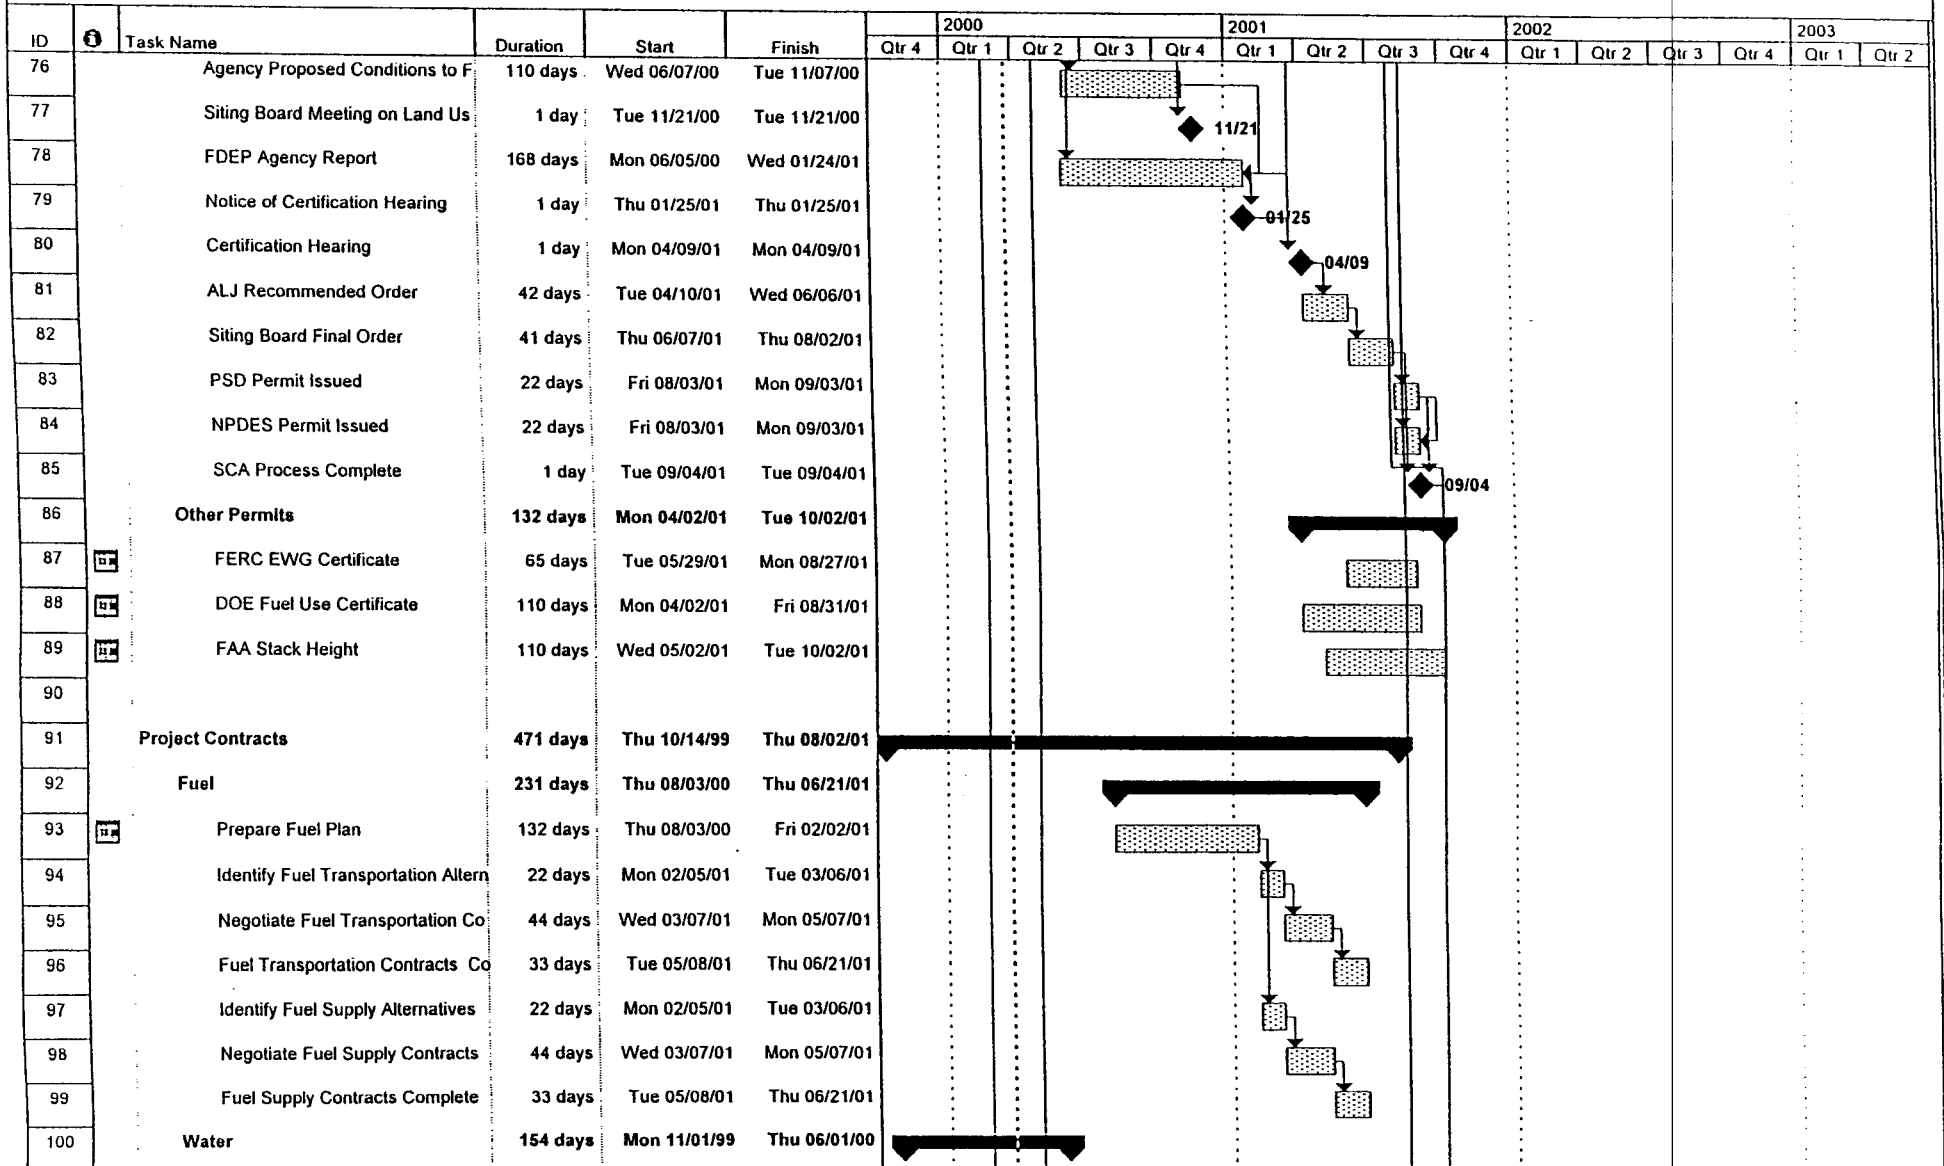 2000 2001 2002 2003
ID Task Name Duration Start Finish Qtr 4 Qtr 1 Qtr 2 Qtr 3 Qtr 4 Qtr 1 Qtr 2 Qtr 3 Qtr 4 Qtr 1 Qtr 2 Qtr 3 Qtr 4 Qtr 1 Qtr 2
76 Agency Proposed Conditions to F 110 days Wed 06/07/00 Tue 11/07/00
77 Siting Board Meeting on Land Us 1 day Tue 11/21/00 Tue 11/21/00 11/21
78 FDEP Agency Report 168 days Mon 06/05/00 Wed 01/24/01
79 Notice of Certification Hearing 1 day Thu 01/25/01 Thu 01/25/01 01/25
80 Certification Hearing 1 day Mon 04/09/01 Mon 04/09/01 04/09
81 ALJ Recommended Order 42 days Tue 04/10/01 Wed 06/06/01
82 Siting Board Final Order 41 days Thu 06/07/01 Thu 08/02/01
83 PSD Permit Issued 22 days Fri 08/03/01 Mon 09/03/01
84 NPDES Permit Issued 22 days Fri 08/03/01 Mon 09/03/01
85 SCA Process Complete 1 day Tue 09/04/01 Tue 09/04/01 09/04
86 Other Permits 132 days Mon 04/02/01 Tue 10/02/01
87 FERC EWG Certificate 65 days Tue 05/29/01 Mon 08/27/01
88 DOE Fuel Use Certificate 110 days Mon 04/02/01 Fri 08/31/01
89 FAA Stack Height 110 days Wed 05/02/01 Tue 10/02/01
90
91 Project Contracts 471 days Thu 10/14/99 Thu 08/02/01
92 Fuel 231 days Thu 08/03/00 Thu 06/21/01
93 Prepare Fuel Plan 132 days Thu 08/03/00 Fri 02/02/01
94 Identify Fuel Transportation Altern 22 days Mon 02/05/01 Tue 03/06/01
95 Negotiate Fuel Transportation Co 44 days Wed 03/07/01 Mon 05/07/01
96 Fuel Transportation Contracts Co 33 days Tue 05/08/01 Thu 06/21/01
97 Identify Fuel Supply Alternatives 22 days Mon 02/05/01 Tue 03/06/01
98 Negotiate Fuel Supply Contracts 44 days Wed 03/07/01 Mon 05/07/01
99 Fuel Supply Contracts Complete 33 days Tue 05/08/01 Thu 06/21/01
100 Water 154 days Mon 11/01/99 Thu 06/01/00